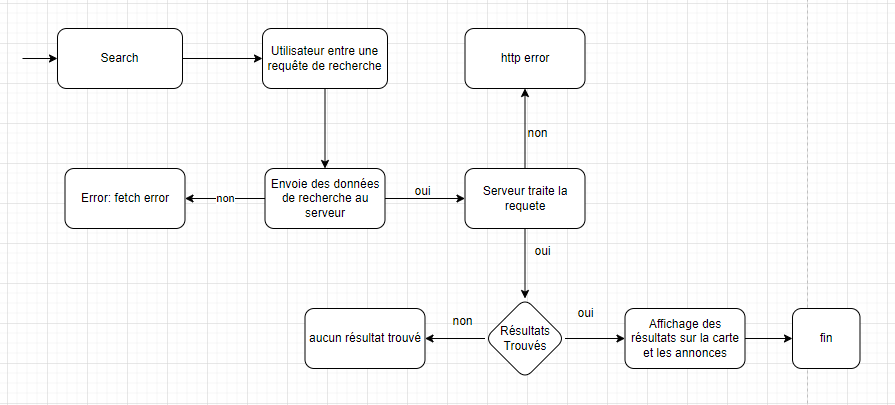 Search
Utilisateur entre une
requête de recherche
http error
non
Error: fetch error
non
Envoie des données
de recherche au
serveur
oui
Serveur traite la
requete
oui
aucun résultat trouvé
non
Résultats
Trouvés
oui
Affichage des
résultats sur la carte
et les annonces
fin